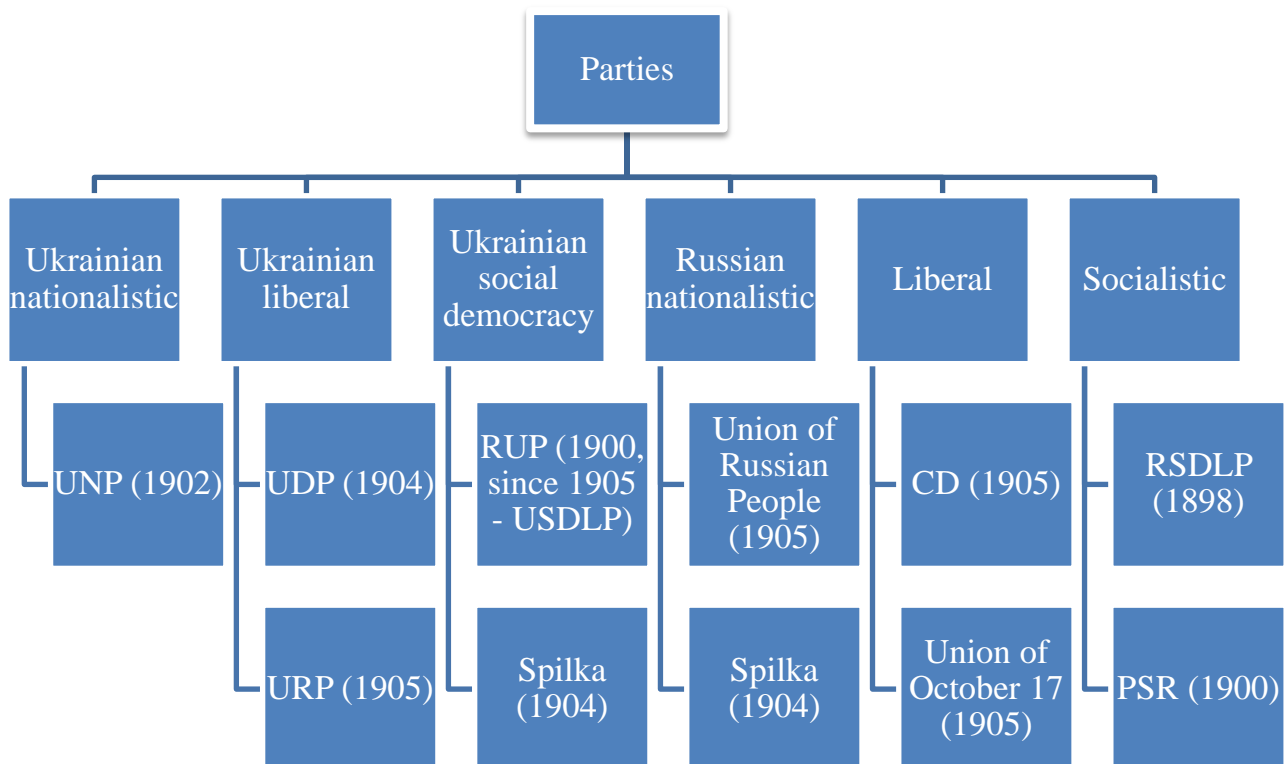 Parties
Ukrainian
nationalistic
Ukrainian
liberal
Ukrainian
social
democracy
Russian
nationalistic
Liberal
Socialistic
UNP (1902)
UDP (1904)
RUP (1900,
since 1905
- USDLP)
Union of
Russian
People
(1905)
CD (1905)
RSDLP
(1898)
URP (1905)
Spilka
(1904)
Spilka
(1904)
Union of
October 17
(1905)
PSR (1900)